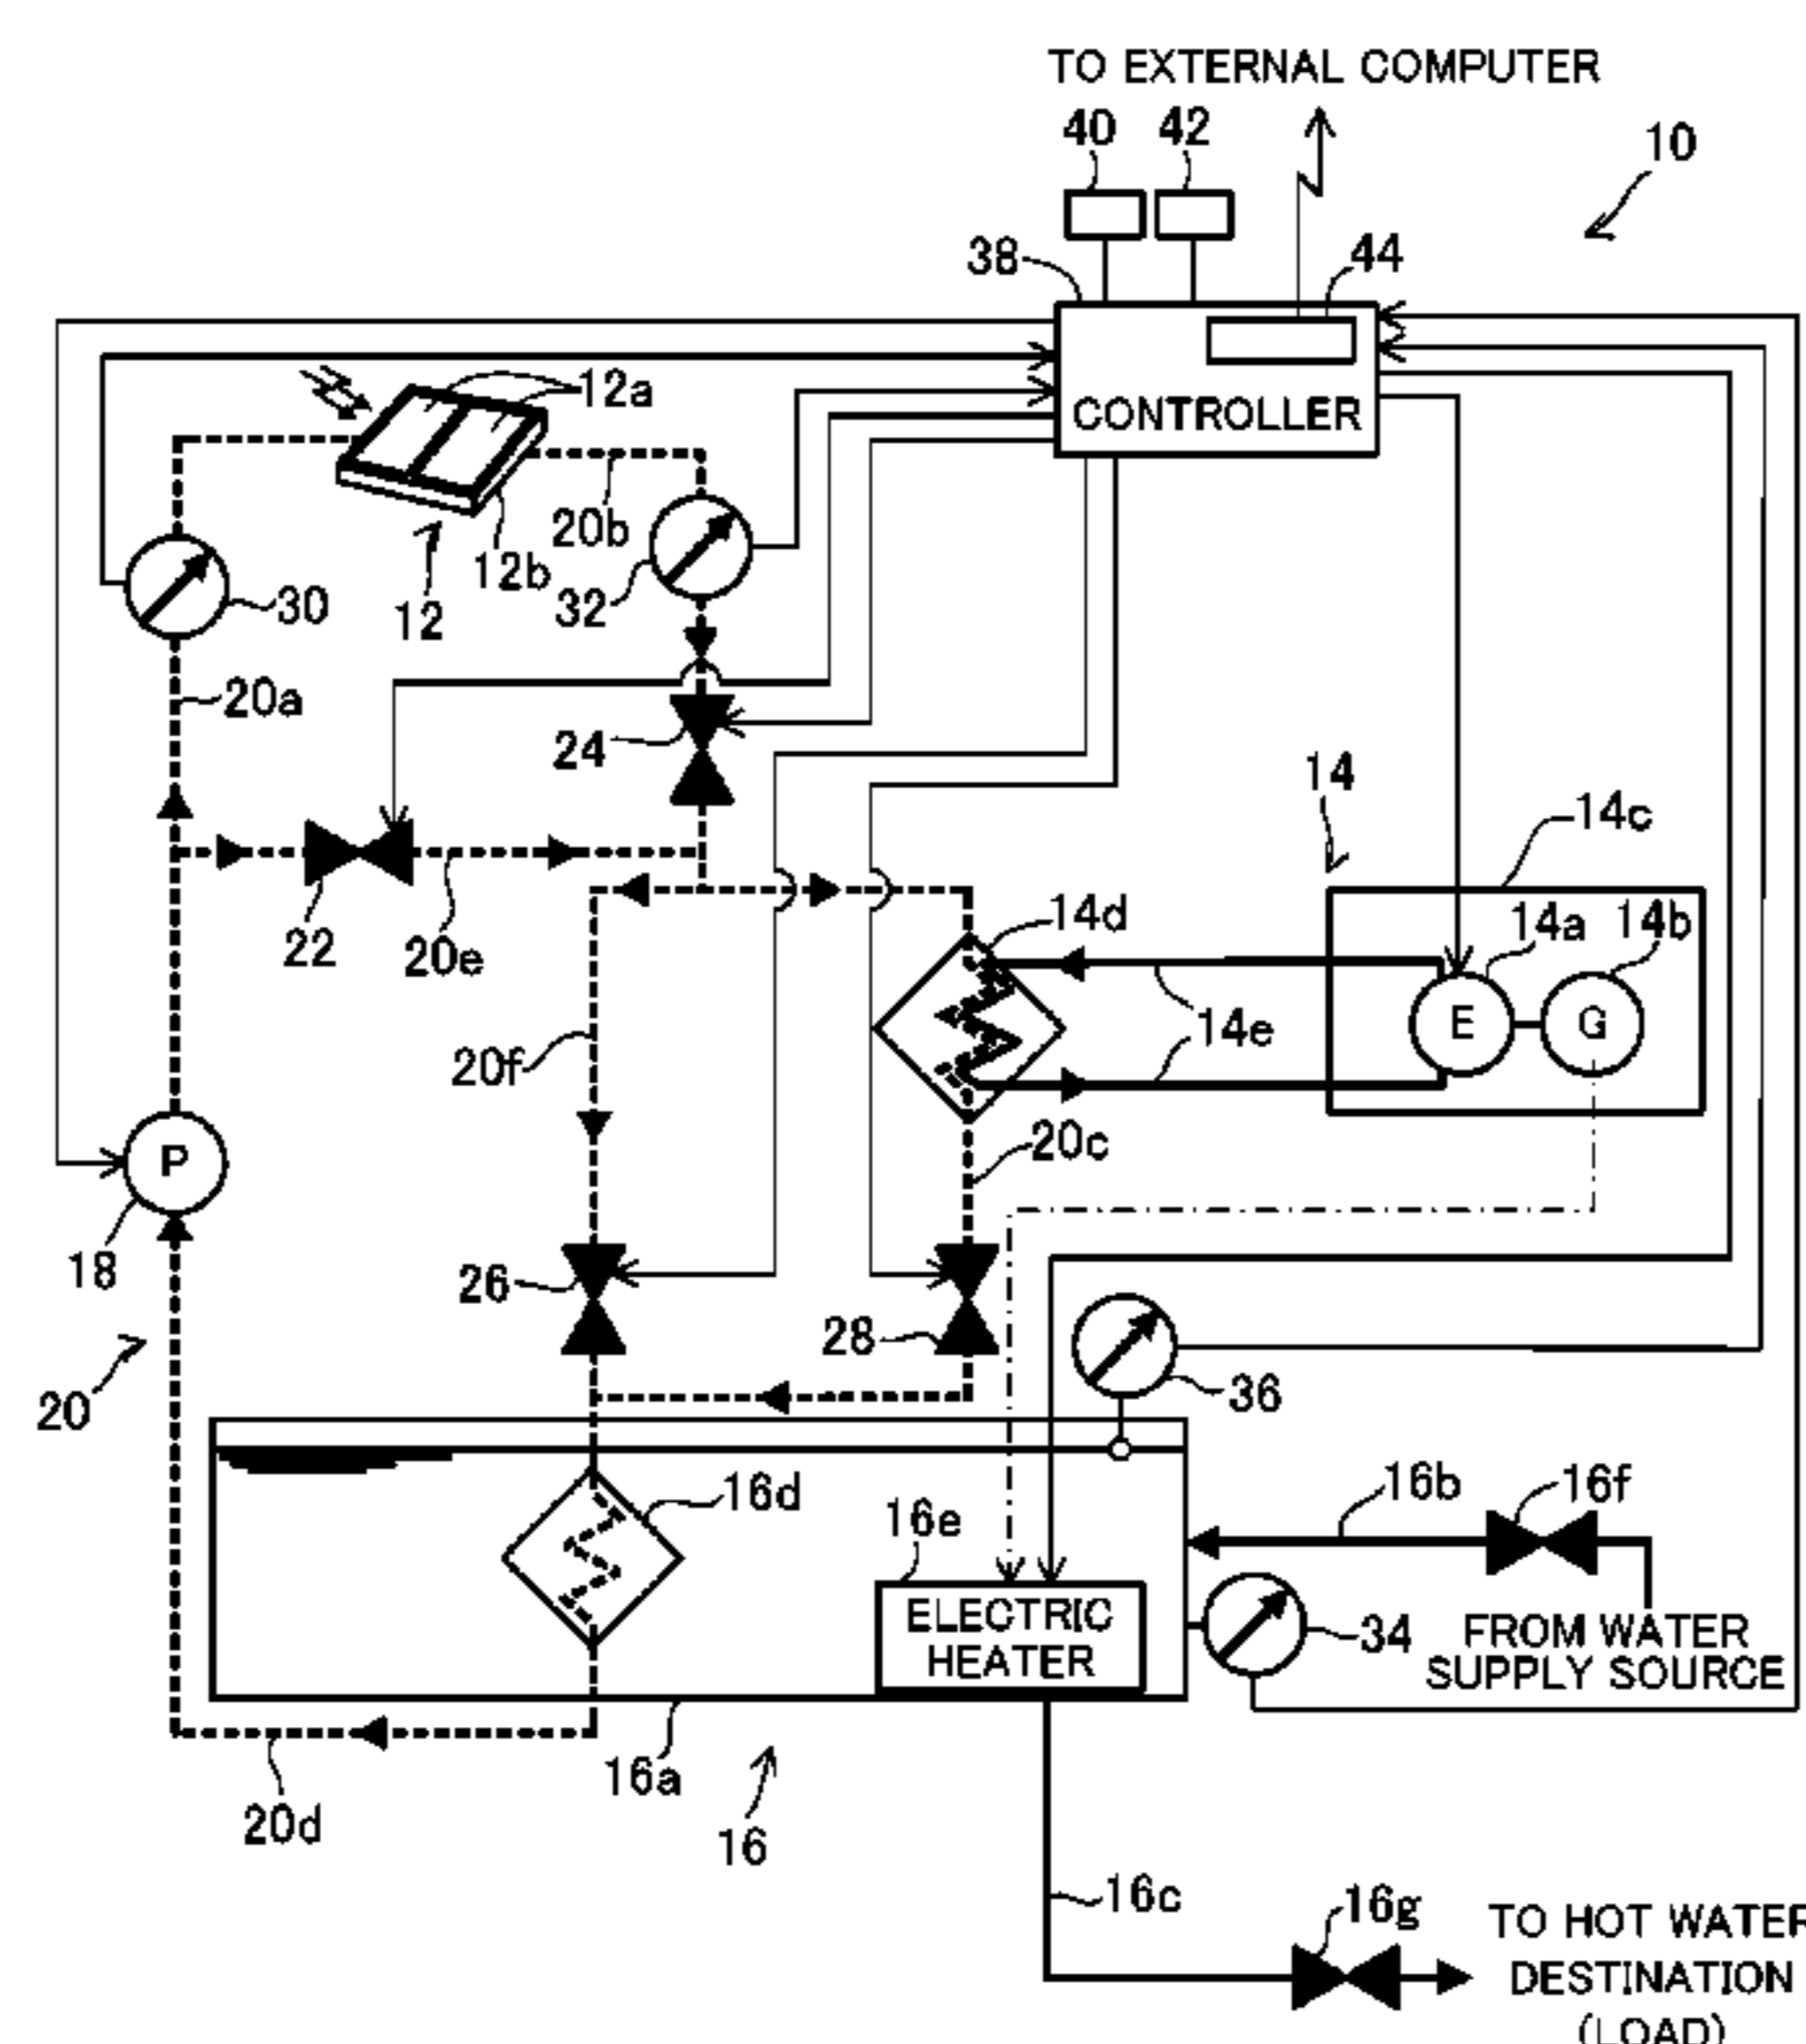 TO EXTERNAL COMPUTER
40 42
10
38
44
12a
CONTROLLER
20b
12b
32
30
12
20a
24
14
14c
14d
14a
14b
22
20e
E
G
14e
20f
20c
P
18
26
28
20
36
16d
16b
16f
16e
ELECTRIC
HEATER
34
FROM WATER
SUPPLY SOURCE
16a
20d
16
16c
16g
TO HOT WATER
DESTINATION
(LOAD)